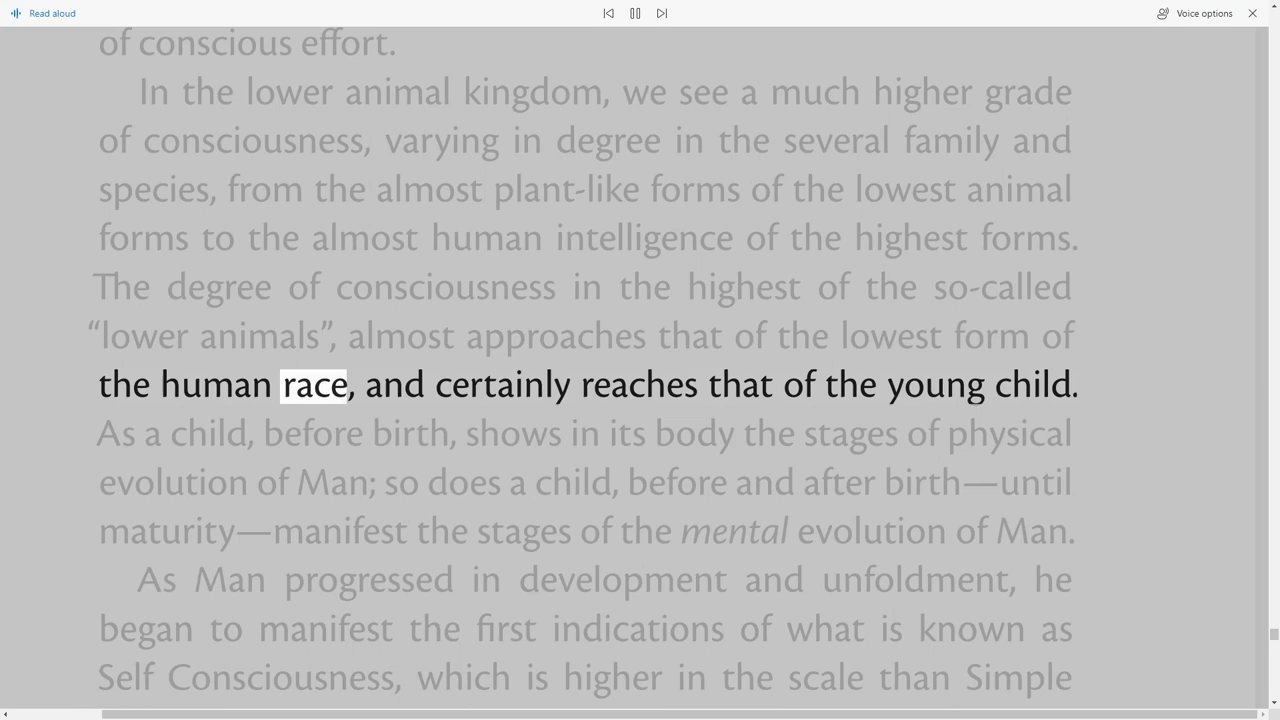 Read aloud
Voice options
of conscious effort.
In the lower animal kingdom, we see a much higher grade
of consciousness, varying in degree in the several family and
species, from the almost plant-like forms of the lowest animal
forms to the almost human intelligence of the highest forms.
The degree of consciousness in the highest of the so-called
“lower animals”, almost approaches that of the lowest form of
the human race, and certainly reaches that of the young child.
As a child, before birth, shows in its body the stages of physical
evolution of Man; so does a child, before and after birth—until
maturity—manifest the stages of the mental evolution of Man.
As Man progressed in development and unfoldment, he
began to manifest the first indications of what is known as
Self Consciousness, which is higher in the scale than Simple